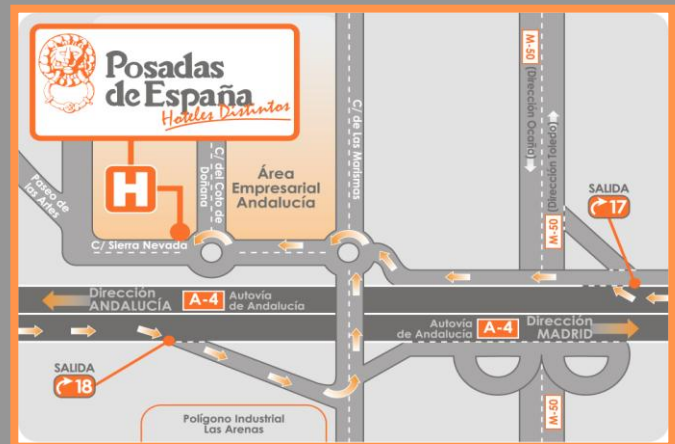 Posadas
de España
Hoteles Distintos
H
Paseo de
las Artes
C/ Sierra Nevada
C/ del Coto de
Doñana
Área
Empresarial
Andalucía
C/ de Las Marismas
M-50 (Dirección Ocaña)
M-50 (Dirección Toledo)
SALIDA
17
Dirección
ANDALUCÍA
A-4
Autovía
de Andalucía
Autovía
de Andalucía
A-4
Dirección
MADRID
SALIDA
18
M-50
Polígono Industrial
Las Arenas